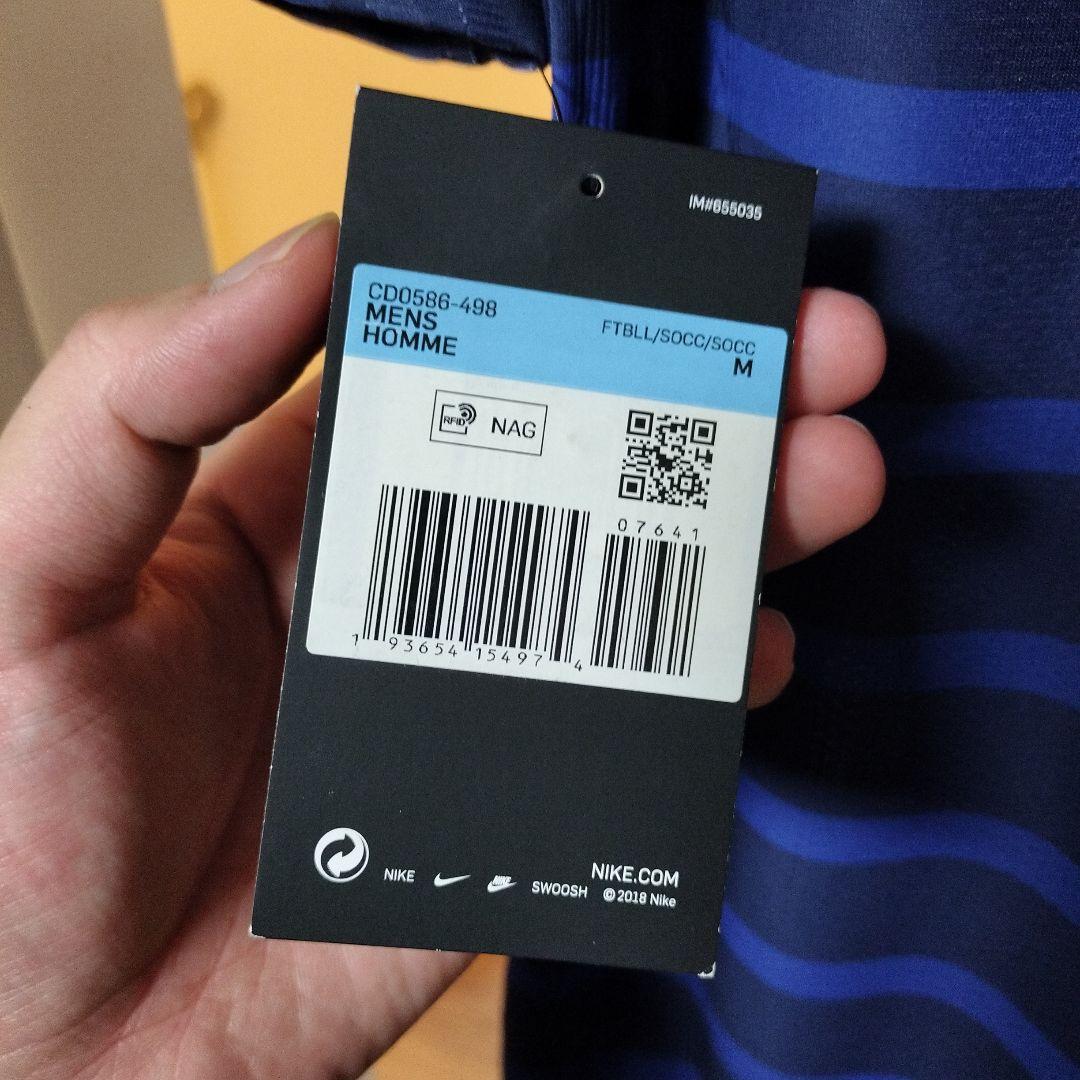 IM#655035
CD0586-498
MENS
HOMME
FTBLL/SOCC/SOCC
M
RFID NAG
07641
1 93654 15497 4
NIKE
NIKE
SWOOSH
NIKE.COM
©2018 Nike